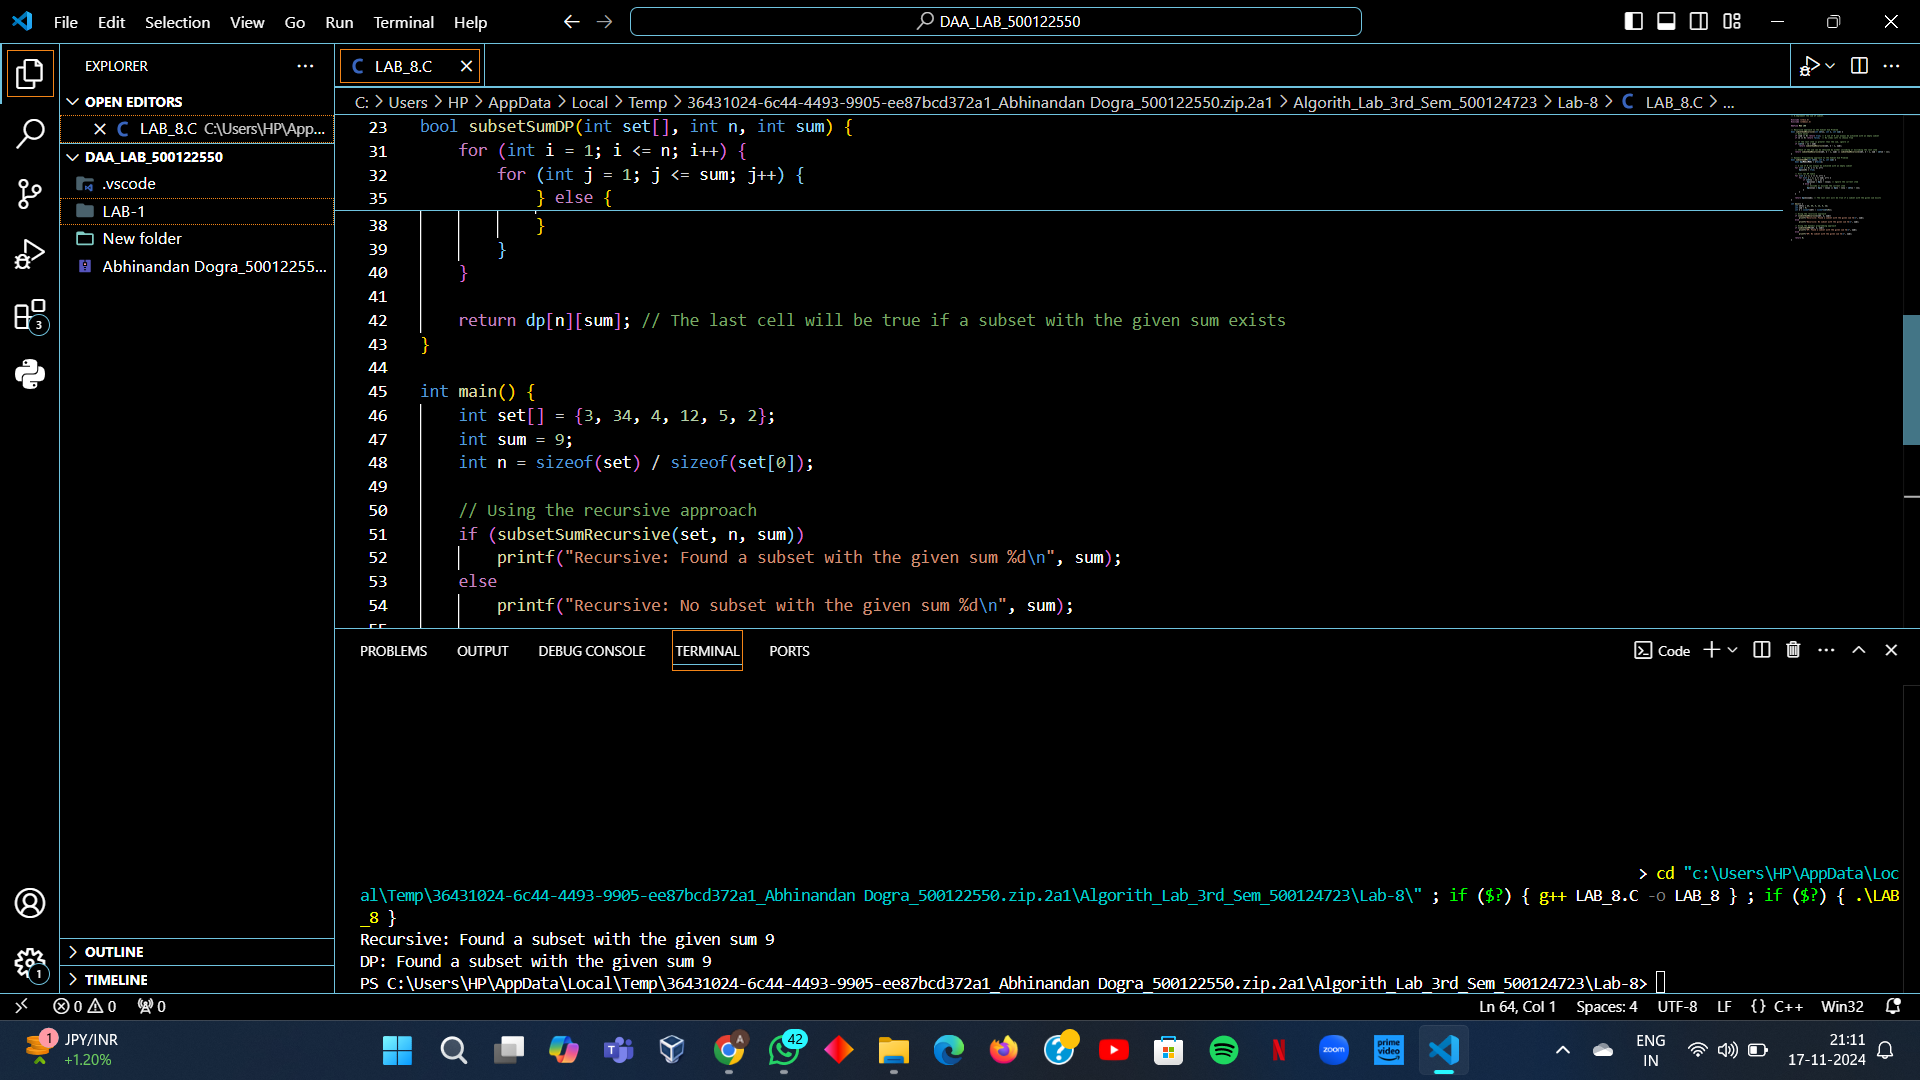 File Edit Selection View Go Run Terminal Help
DAA_LAB_500122550
EXPLORER
OPEN EDITORS
LAB_8.C C:\Users\HP\App...
DAA_LAB_500122550
.vscode
LAB-1
New folder
Abhinandan Dogra_50012255...
OUTLINE
TIMELINE
3
1
LAB_8.C
C: > Users > HP > AppData > Local > Temp > 36431024-6c44-4493-9905-ee87bcd372a1_Abhinandan Dogra_500122550.zip.2a1 > Algorith_Lab_3rd_Sem_500124723 > Lab-8 > C LAB_8.C > ...
23 bool subsetSumDP(int set[], int n, int sum) {
31 for (int i = 1; i <= n; i++) {
32 for (int j = 1; j <= sum; j++) {
35 } else {
38 }
39 }
40 }
41
42 return dp[n][sum]; // The last cell will be true if a subset with the given sum exists
43 }
44
45 int main() {
46 int set[] = {3, 34, 4, 12, 5, 2};
47 int sum = 9;
48 int n = sizeof(set) / sizeof(set[0]);
49
50 // Using the recursive approach
51 if (subsetSumRecursive(set, n, sum))
52 printf("Recursive: Found a subset with the given sum %d\n", sum);
53 else
54 printf("Recursive: No subset with the given sum %d\n", sum);
PROBLEMS OUTPUT DEBUG CONSOLE TERMINAL PORTS
Code
> cd "c:\Users\HP\AppData\Loc
al\Temp\36431024-6c44-4493-9905-ee87bcd372a1_Abhinandan Dogra_500122550.zip.2a1\Algorith_Lab_3rd_Sem_500124723\Lab-8\" ; if ($?) { g++ LAB_8.C -o LAB_8 } ; if ($?) { .\LAB
_8 }
Recursive: Found a subset with the given sum 9
DP: Found a subset with the given sum 9
PS C:\Users\HP\AppData\Local\Temp\36431024-6c44-4493-9905-ee87bcd372a1_Abhinandan Dogra_500122550.zip.2a1\Algorith_Lab_3rd_Sem_500124723\Lab-8>
0 0 0
Ln 64, Col 1 Spaces: 4 UTF-8 LF {} C++ Win32
1 JPY/INR
+1.20%
A
42
zoom
prime video
ENG
IN
21:11
17-11-2024